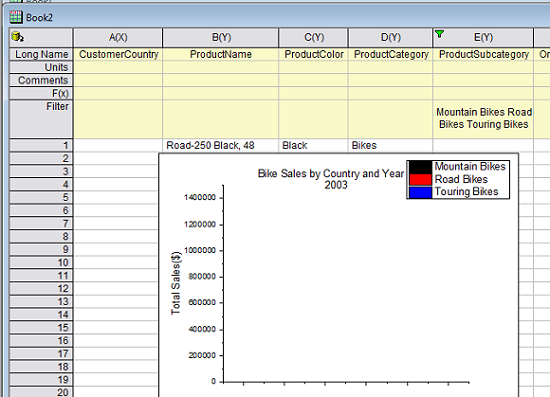 Book2
A(X) B(Y) C(Y) D(Y) E(Y)
Long Name CustomerCountry ProductName ProductColor ProductCategory ProductSubcategory Or
Units
Comments
F(x)
Filter
Mountain Bikes Road
Bikes Touring Bikes
1 Road-250 Black, 48 Black Bikes
2
3
4
5
6
7
8
9
10
11
12
13
14
15
16
17
18
19
20
Bike Sales by Country and Year
2003
Mountain Bikes
Road Bikes
Touring Bikes
Total Sales($)
1400000
1200000
1000000
800000
600000
400000
200000
0